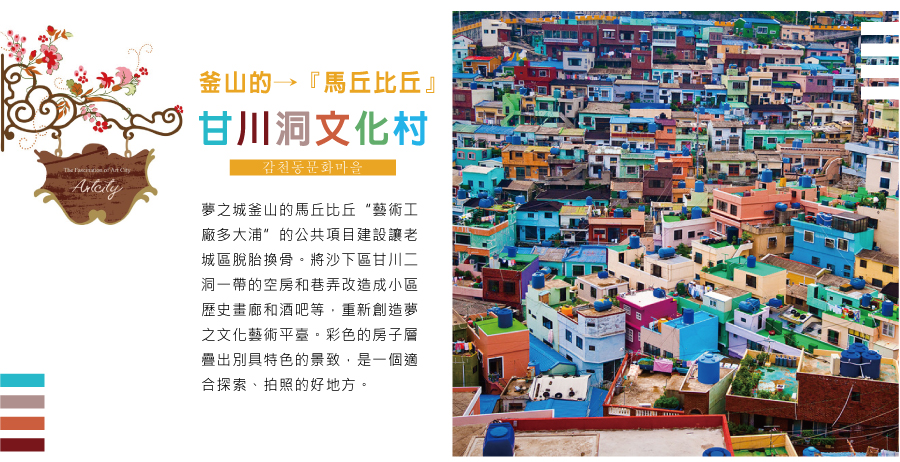 釜山的→『馬丘比丘』
甘川洞文化村
감천동문화마을
The Fascination of Art City
Artcity
夢之城釜山的馬丘比丘“藝術工
廠多大浦”的公共項目建設讓老
城區脫胎換骨。將沙下區甘川二
洞一帶的空房和巷弄改造成小區
歷史畫廊和酒吧等，重新創造夢
之文化藝術平臺。彩色的房子層
疊出別具特色的景致，是一個適
合探索、拍照的好地方。